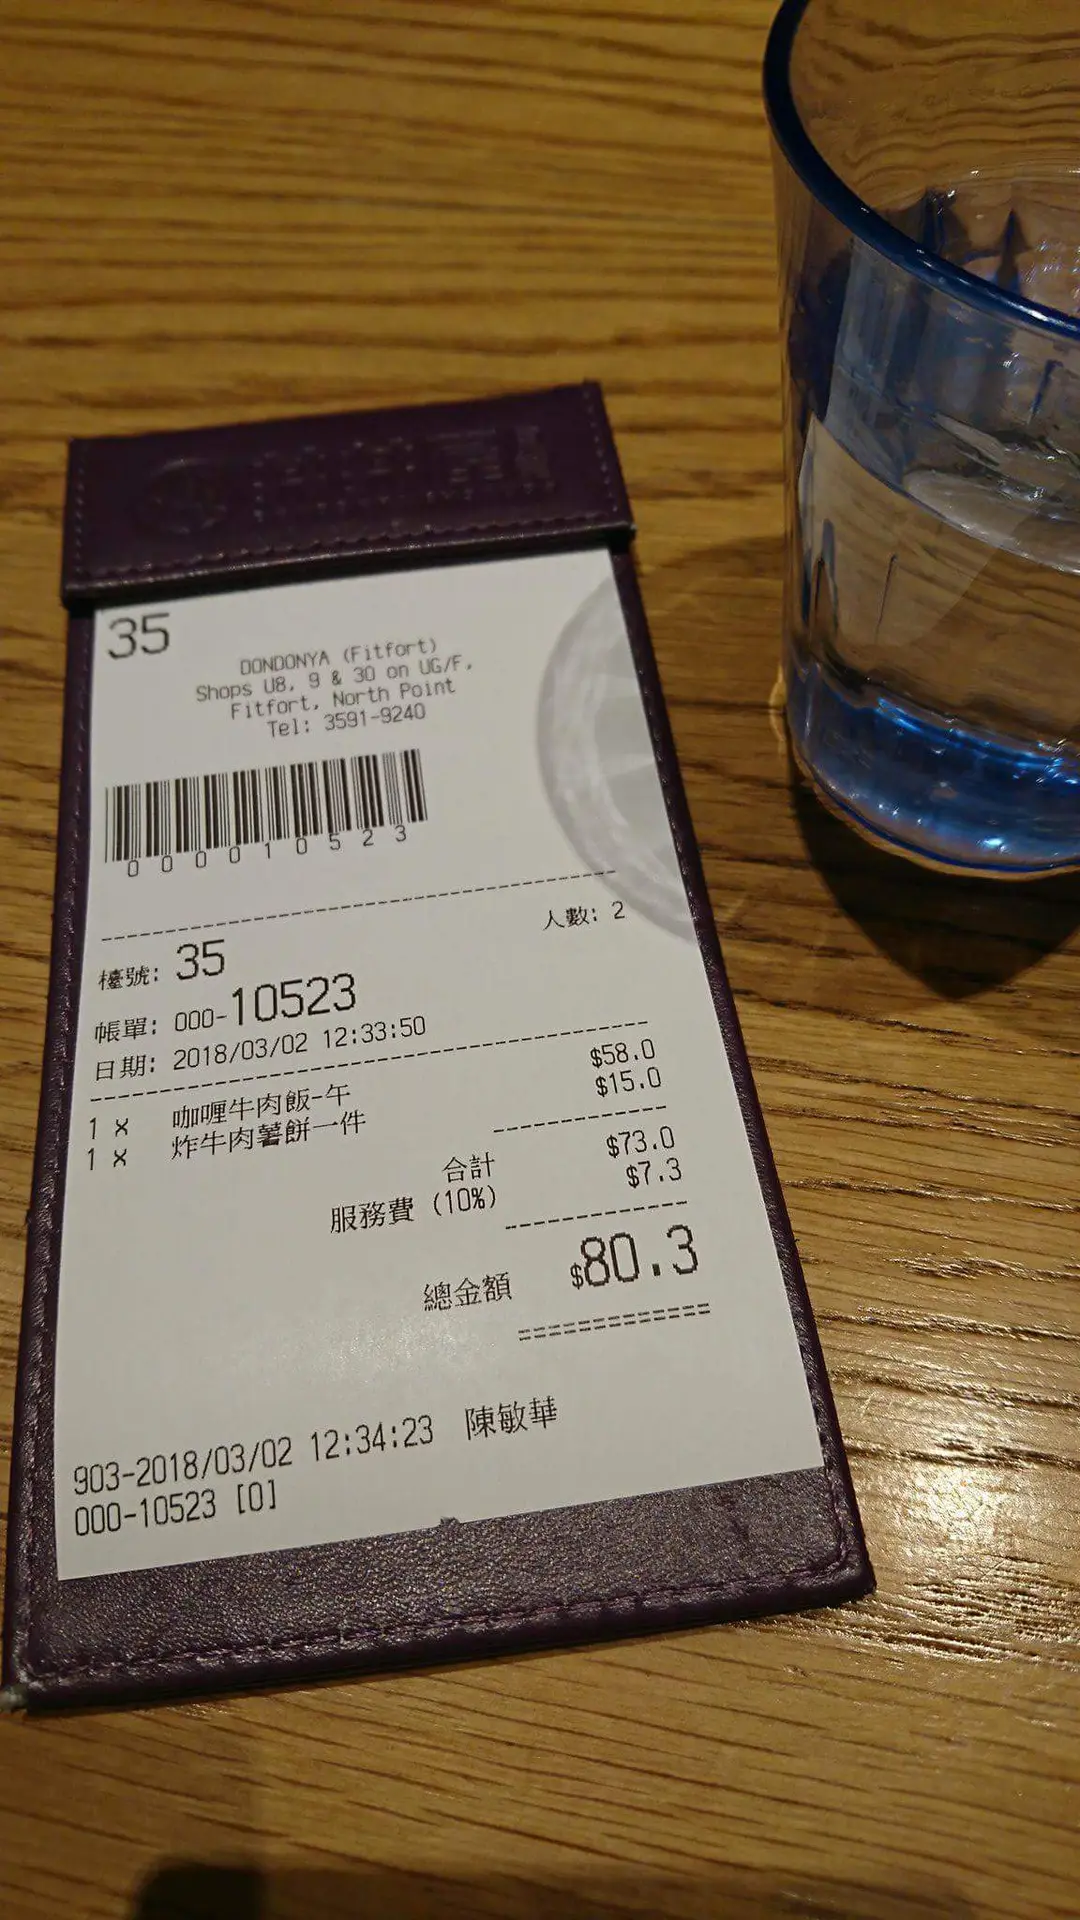 35
DONDONYA (Fitfort)
Shops U8, 9 & 30 on UG/F,
Fitfort, North Point
Tel: 3591-9240
00010523
人數: 2
檯號: 35
帳單: 000-10523
日期: 2018/03/02 12:33:50
1 x 咖喱牛肉飯-午 $58.0
1 x 炸牛肉薯餅一件 $15.0
合計 $73.0
服務費 (10%) $7.3
總金額 $80.3
903-2018/03/02 12:34:23 陳敏華
000-10523 [0]